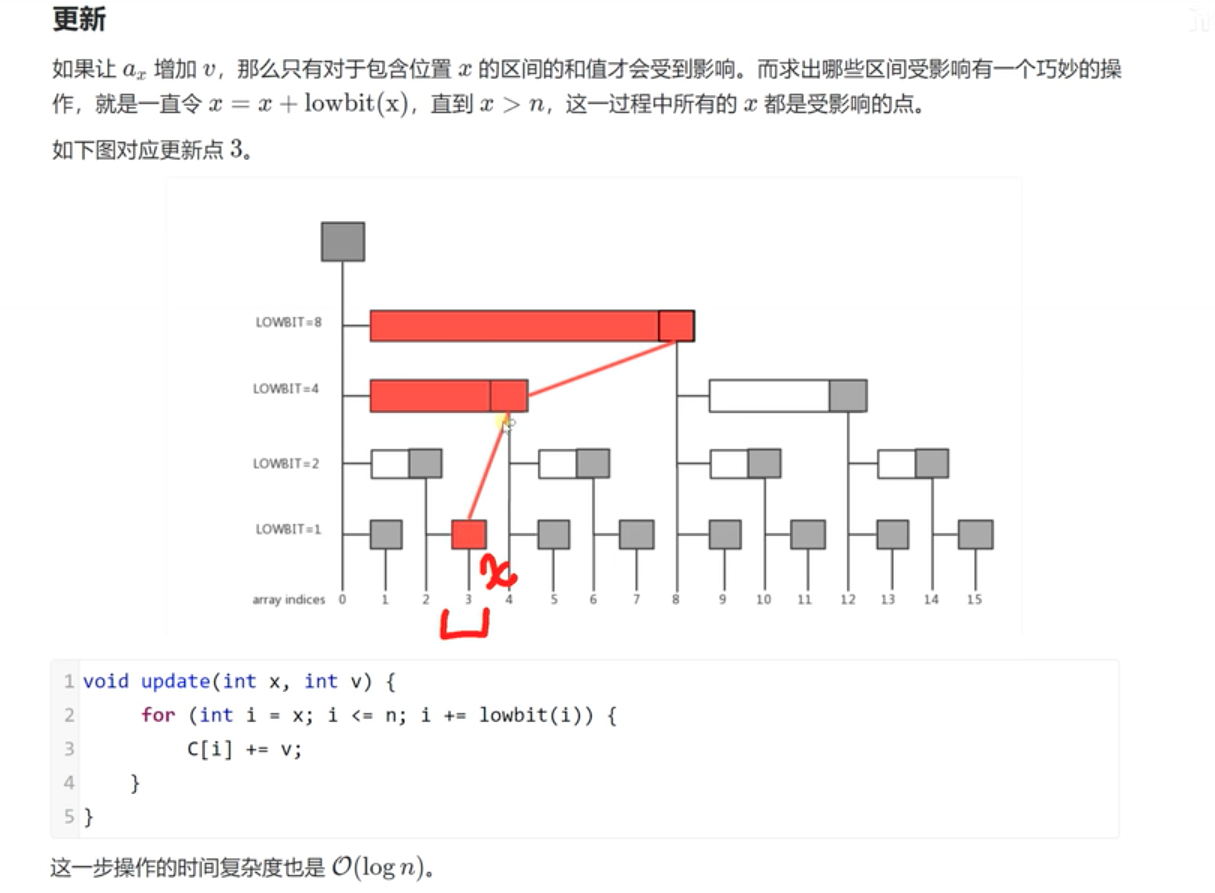 更新
如果让 aₓ 增加 v，那么只有对于包含位置 x 的区间的和值才会受到影响。而求出哪些区间受影响有一个巧妙的操
作，就是一直令 x = x + lowbit(x)，直到 x > n，这一过程中所有的 x 都是受影响的点。
如下图对应更新点 3。
LOWBIT=8
LOWBIT=4
LOWBIT=2
LOWBIT=1
x
array indices 0 1 2 3 4 5 6 7 8 9 10 11 12 13 14 15
1 void update(int x, int v) {
2 for (int i = x; i <= n; i += lowbit(i)) {
3 C[i] += v;
4 }
5 }
这一步操作的时间复杂度也是 O(log n)。